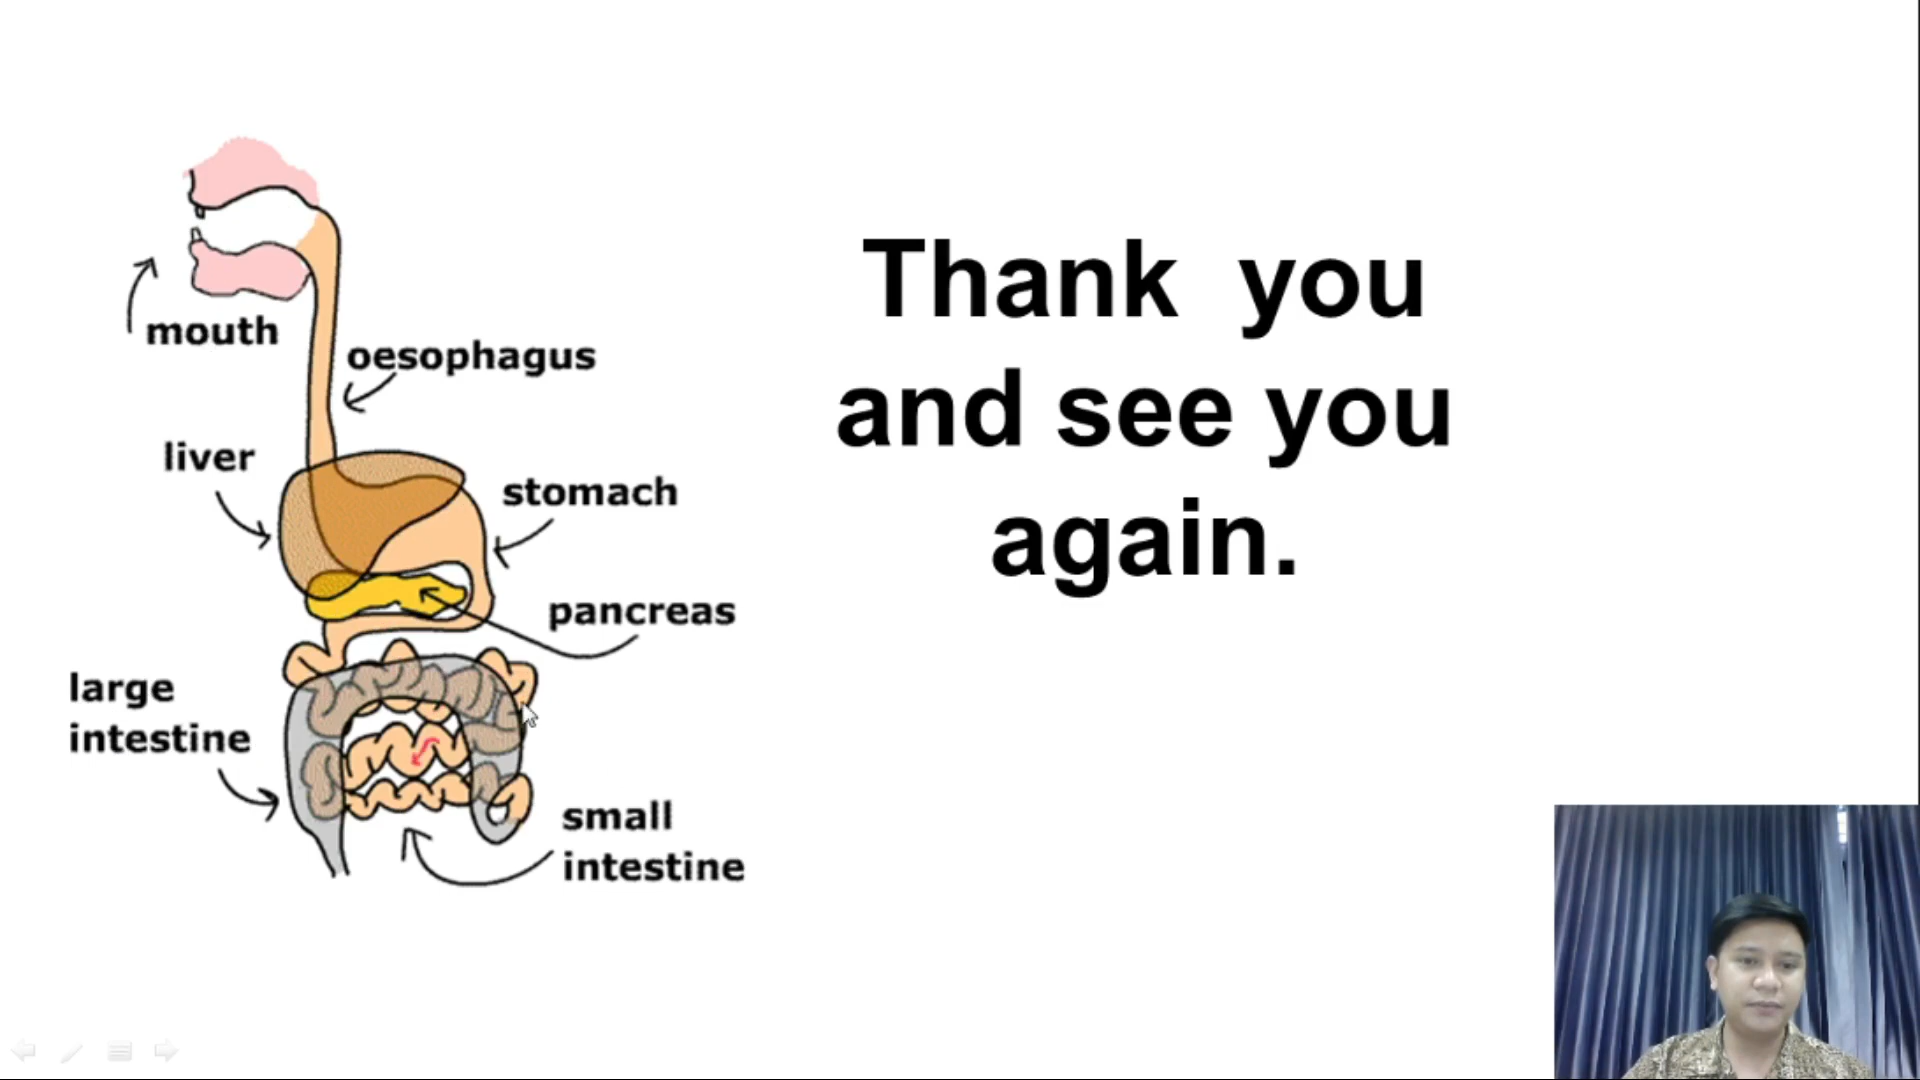 mouth
oesophagus
liver
stomach
pancreas
large
intestine
small
intestine
Thank you
and see you
again.